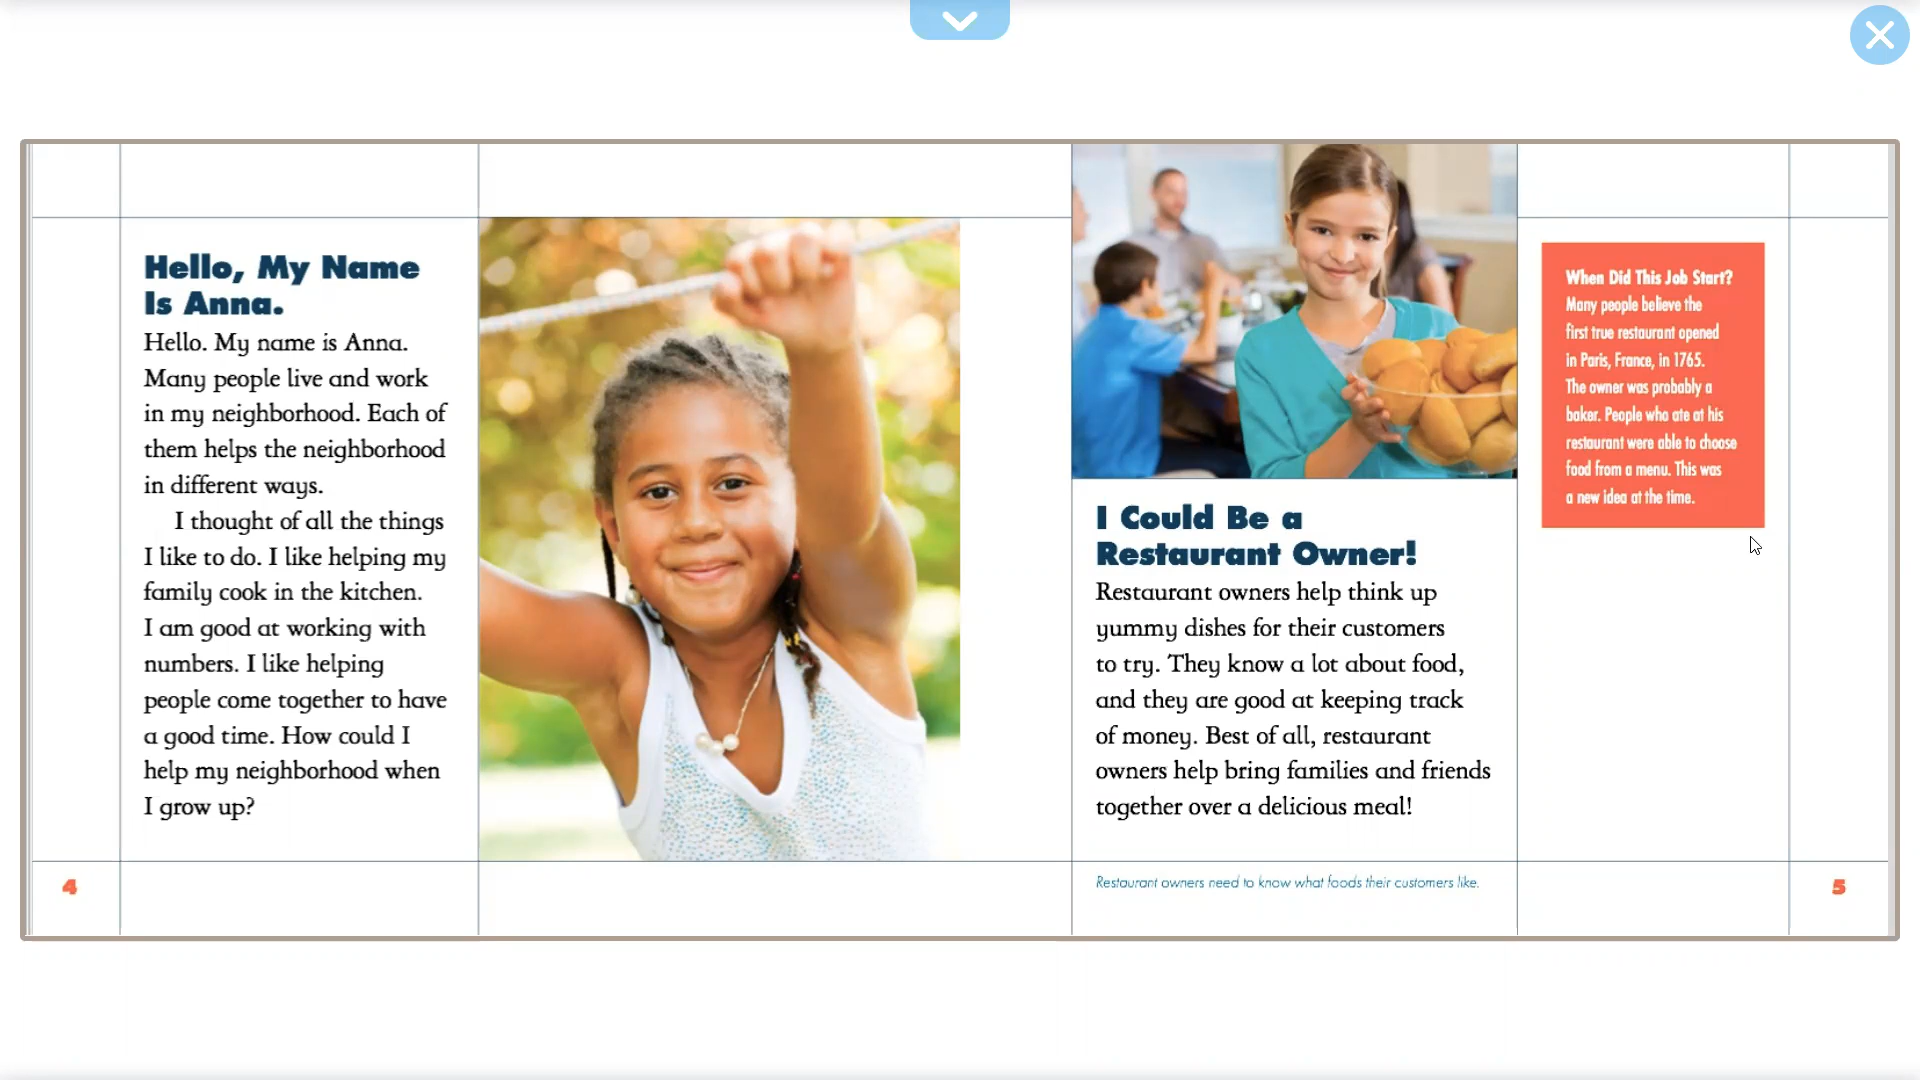 Hello, My Name
Is Anna.
Hello. My name is Anna.
Many people live and work
in my neighborhood. Each of
them helps the neighborhood
in different ways.
I thought of all the things
I like to do. I like helping my
family cook in the kitchen.
I am good at working with
numbers. I like helping
people come together to have
a good time. How could I
help my neighborhood when
I grow up?
4
I Could Be a
Restaurant Owner!
Restaurant owners help think up
yummy dishes for their customers
to try. They know a lot about food,
and they are good at keeping track
of money. Best of all, restaurant
owners help bring families and friends
together over a delicious meal!
Restaurant owners need to know what foods their customers like.
When Did This Job Start?
Many people believe the
first true restaurant opened
in Paris, France, in 1765.
The owner was probably a
baker. People who ate at his
restaurant were able to choose
food from a menu. This was
a new idea at the time.
5